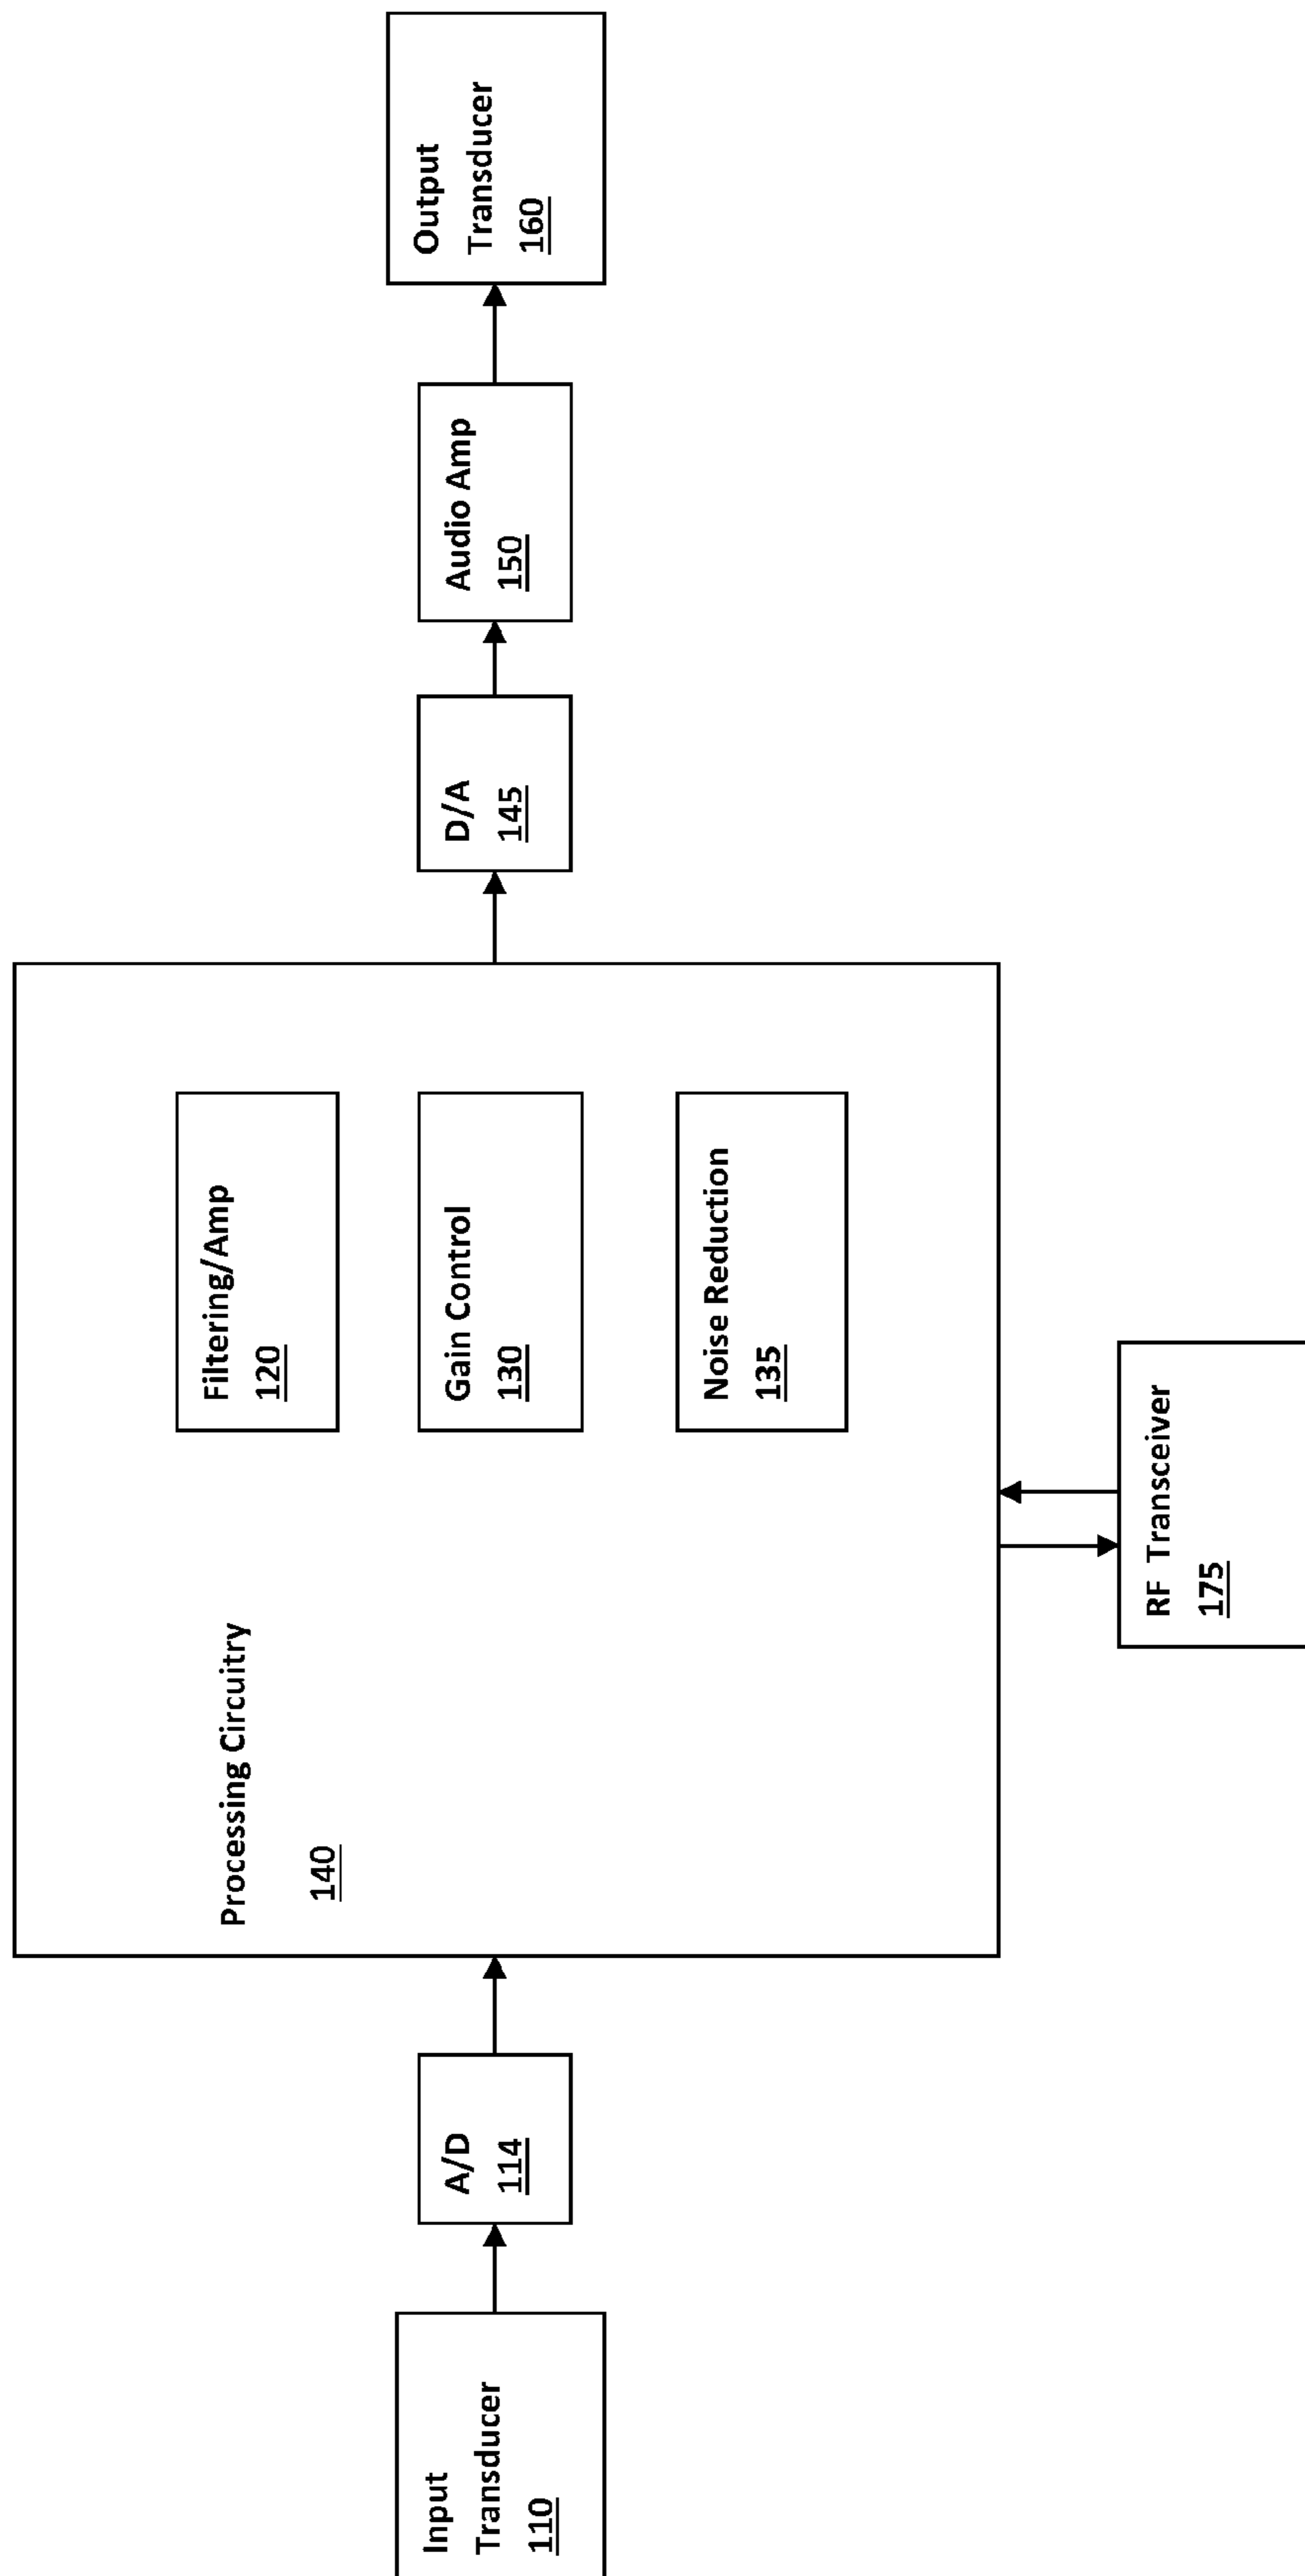 Input
Transducer
110
A/D
114
Processing Circuitry
140
Filtering/Amp
120
Gain Control
130
Noise Reduction
135
RF Transceiver
175
D/A
145
Audio Amp
150
Output
Transducer
160